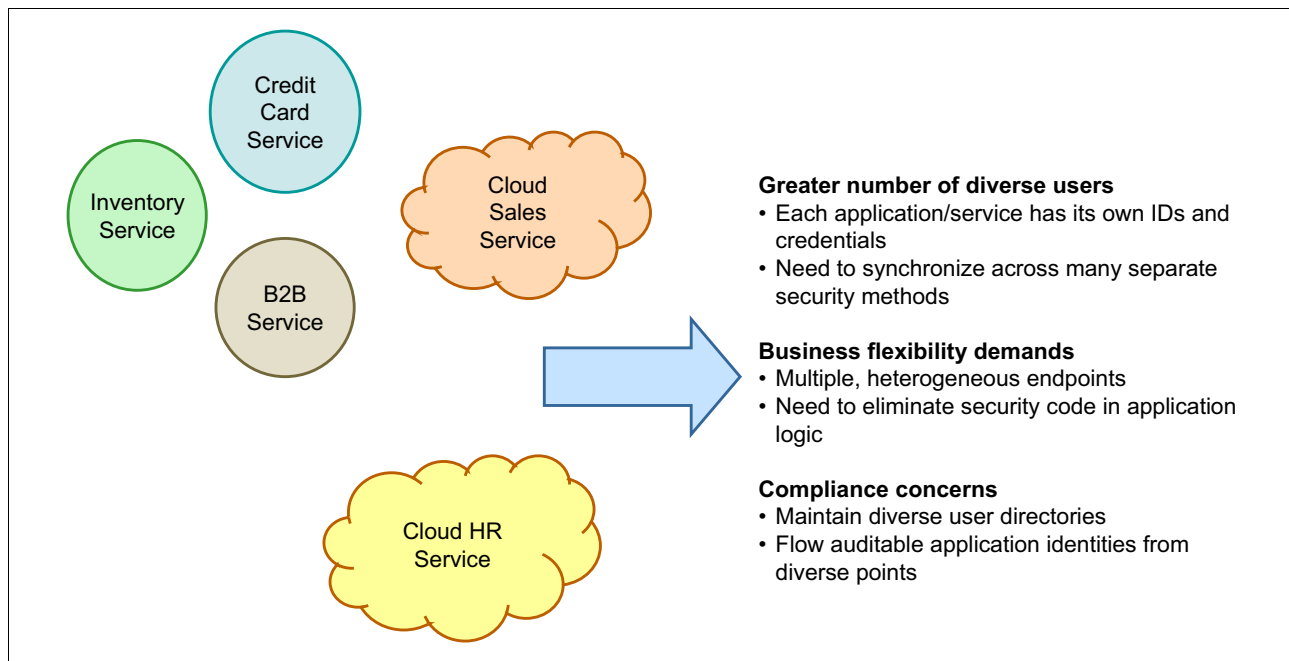 Credit
Card
Service
Inventory
Service
B2B
Service
Cloud
Sales
Service
Cloud HR
Service
Greater number of diverse users
• Each application/service has its own IDs and
credentials
• Need to synchronize across many separate
security methods
Business flexibility demands
• Multiple, heterogeneous endpoints
• Need to eliminate security code in application
logic
Compliance concerns
• Maintain diverse user directories
• Flow auditable application identities from
diverse points